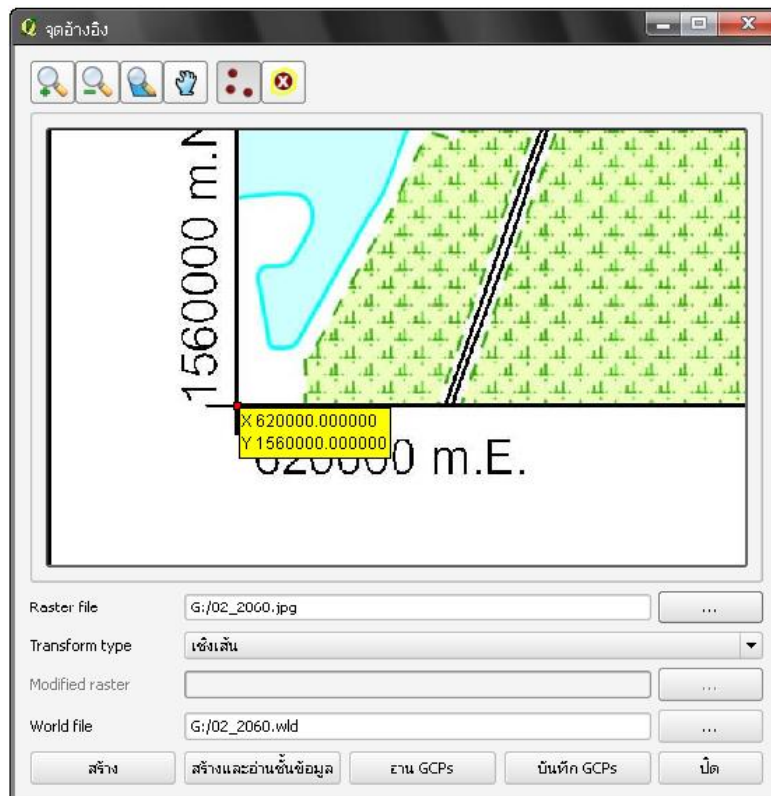 จุดอ้างอิง
1560000 m.N
X 620000.000000
Y 1560000.000000
620000 m.E.
Raster file
G:/02_2060.jpg
...
Transform type
เชิงเส้น
Modified raster
...
World file
G:/02_2060.wld
...
สร้าง
สร้างและอ่านชั้นข้อมูล
อาน GCPs
บันทึก GCPs
ปิด